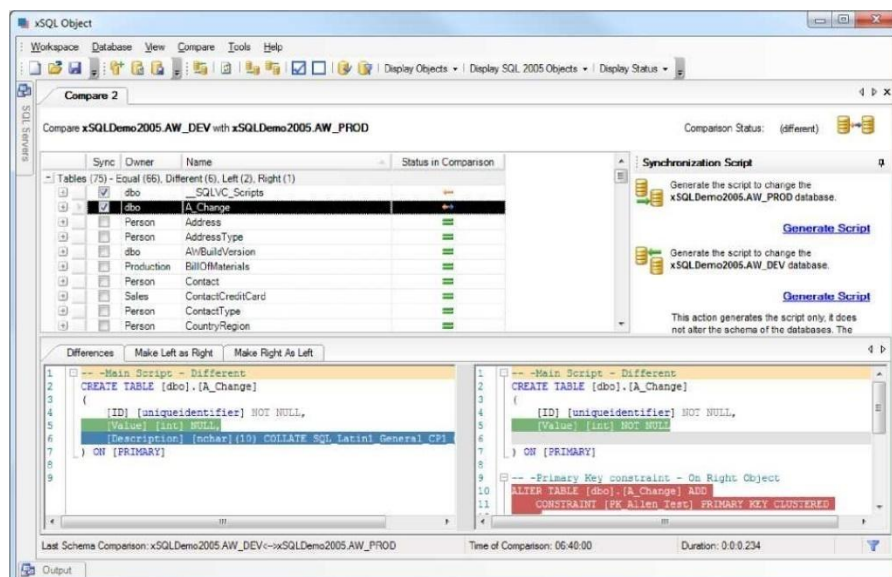 xSQL Object
Workspace Database View Compare Tools Help
Display Objects Display SQL 2005 Objects Display Status
SQL Servers
Compare 2
Compare xSQLDemo2005.AW_DEV with xSQLDemo2005.AW_PROD
Comparison Status: (different)
Sync Owner Name Status in Comparison
Tables (75) - Equal (66), Different (6), Left (2), Right (1)
dbo __SQLVC_Scripts
dbo A_Change
Person Address
Person AddressType
dbo AWBuildVersion
Production BillOfMaterials
Person Contact
Sales ContactCreditCard
Person ContactType
Person CountryRegion
Synchronization Script
Generate the script to change the
xSQLDemo2005.AW_PROD database.
Generate Script
Generate the script to change the
xSQLDemo2005.AW_DEV database.
Generate Script
This action generates the script only, it does
not alter the schema of the databases. The
Differences Make Left as Right Make Right As Left
1 -- -Main Script - Different
2 CREATE TABLE [dbo].[A_Change]
3 (
4 [ID] [uniqueidentifier] NOT NULL,
5 [Value] [int] NULL,
6 [Description] [nchar](10) COLLATE SQL_Latin1_General_CP1
7 ) ON [PRIMARY]
8
9
1 -- -Main Script - Different
2 CREATE TABLE [dbo].[A_Change]
3 (
4 [ID] [uniqueidentifier] NOT NULL,
5 [Value] [int] NOT NULL
6
7 ) ON [PRIMARY]
8
9 -- -Primary Key constraint - On Right Object
10 ALTER TABLE [dbo].[A_Change] ADD
11 CONSTRAINT [PK_Allen_Test] PRIMARY KEY CLUSTERED
Last Schema Comparison: xSQLDemo2005.AW_DEV<-->xSQLDemo2005.AW_PROD
Time of Comparison: 06:40:00
Duration: 0:0:0.234
Output